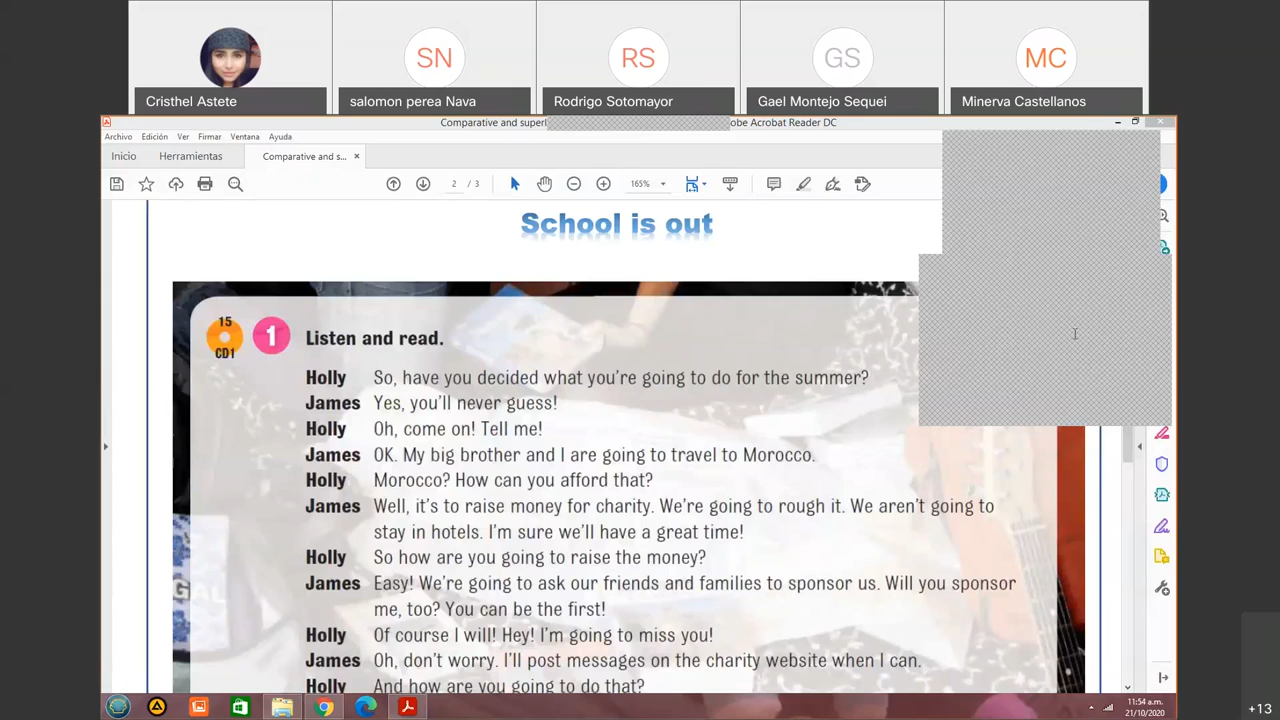 SN
RS
GS
MC
Cristhel Astete
salomon perea Nava
Rodrigo Sotomayor
Gael Montejo Sequei
Minerva Castellanos
Comparative and superl
obe Acrobat Reader DC
Archivo Edición Ver Firmar Ventana Ayuda
Inicio Herramientas Comparative and s...
2 / 3 165%
School is out
15
CD1
1
Listen and read.
Holly So, have you decided what you're going to do for the summer?
James Yes, you'll never guess!
Holly Oh, come on! Tell me!
James OK. My big brother and I are going to travel to Morocco.
Holly Morocco? How can you afford that?
James Well, it's to raise money for charity. We're going to rough it. We aren't going to
stay in hotels. I'm sure we'll have a great time!
Holly So how are you going to raise the money?
James Easy! We're going to ask our friends and families to sponsor us. Will you sponsor
me, too? You can be the first!
Holly Of course I will! Hey! I'm going to miss you!
James Oh, don't worry. I'll post messages on the charity website when I can.
Holly And how are you going to do that?
11:54 a.m.
21/10/2020
+13